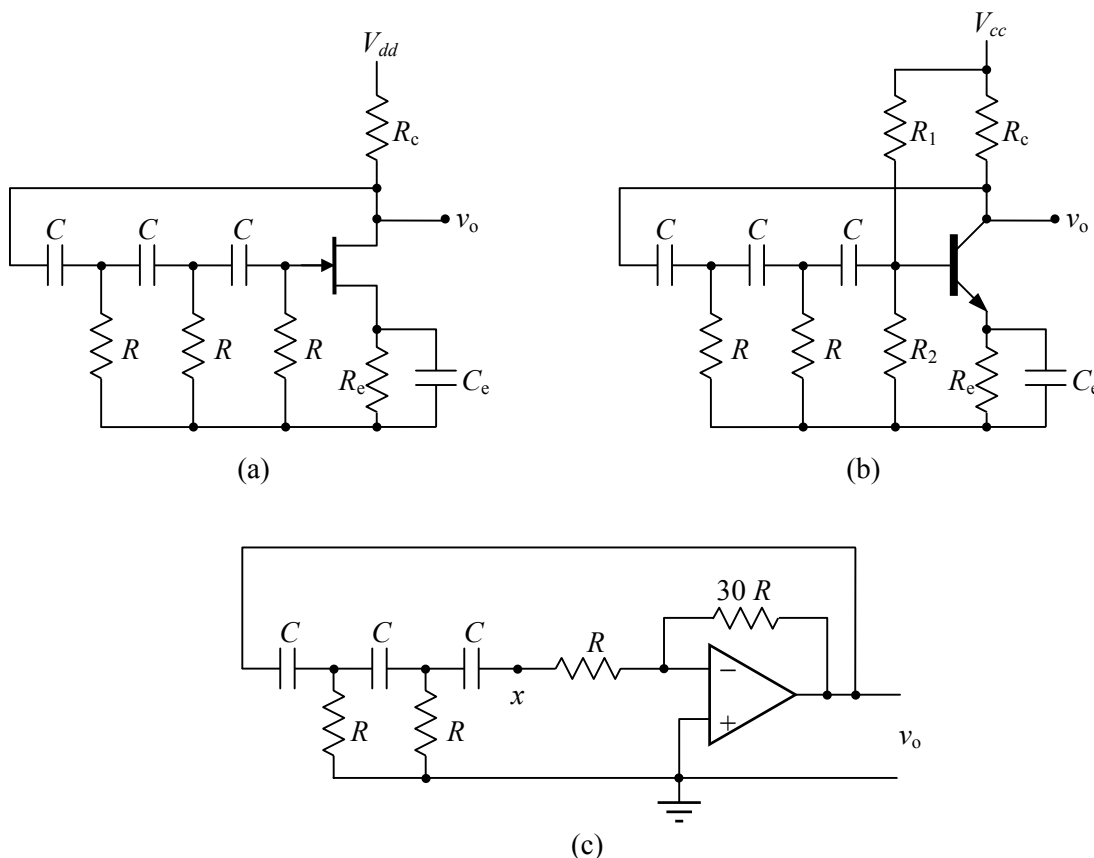 V_dd
R_c
C C C
v_o
R R R
R_e
C_e
(a)
V_cc
R_1
R_c
C C C
v_o
R R
R_2
R_e
C_e
(b)
30 R
C C C
R
x
−
+
R R
v_o
(c)